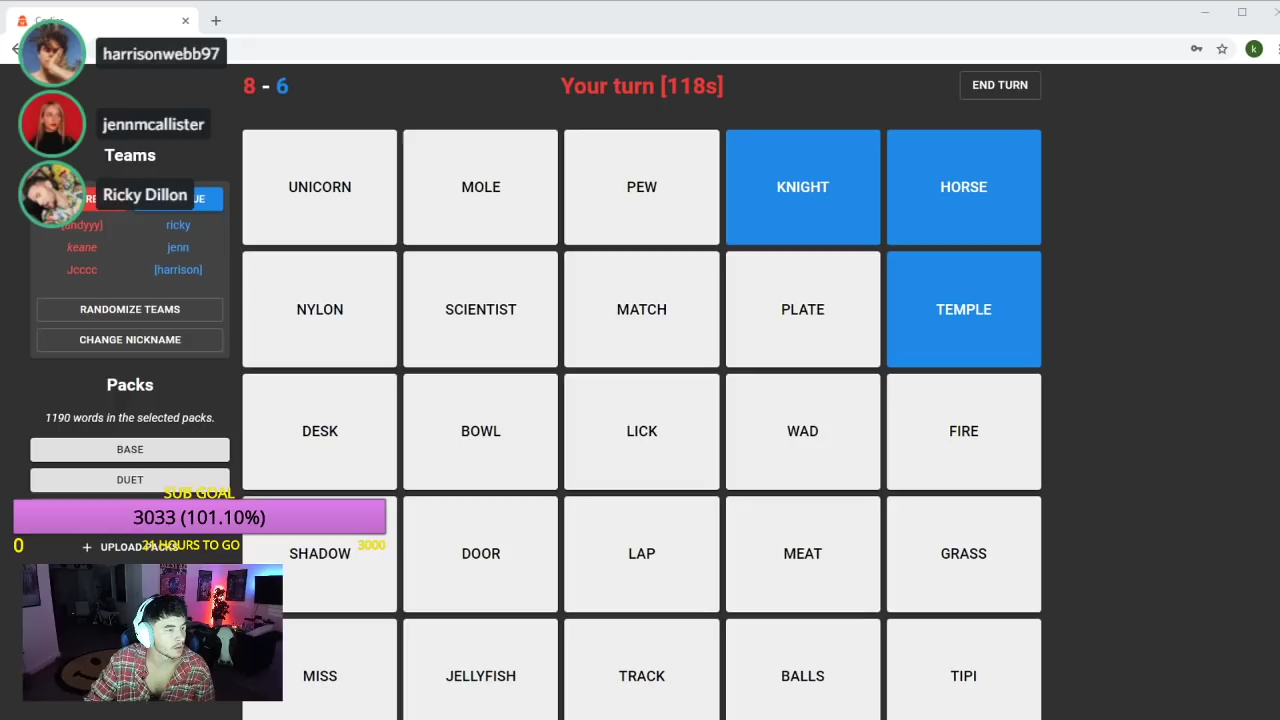 harrisonwebb97
jennmcallister
Ricky Dillon
k
8 - 6
Your turn [118s]
END TURN
Teams
[andyyy]
ricky
keane
jenn
Jcccc
[harrison]
RANDOMIZE TEAMS
CHANGE NICKNAME
Packs
1190 words in the selected packs.
BASE
DUET
SUB GOAL
3033 (101.10%)
0
24 HOURS TO GO
3000
+ UPLOAD PACKS
UNICORN
MOLE
PEW
KNIGHT
HORSE
NYLON
SCIENTIST
MATCH
PLATE
TEMPLE
DESK
BOWL
LICK
WAD
FIRE
SHADOW
DOOR
LAP
MEAT
GRASS
MISS
JELLYFISH
TRACK
BALLS
TIPI